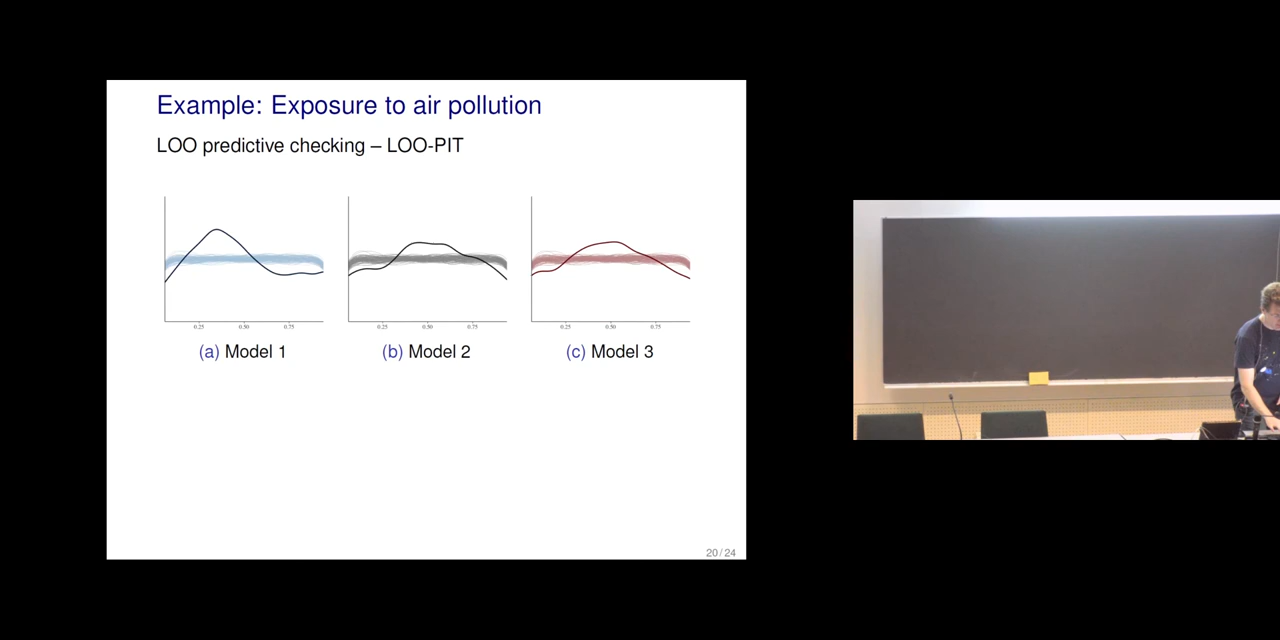 Example: Exposure to air pollution
LOO predictive checking – LOO-PIT
0.25 0.50 0.75
0.25 0.50 0.75
0.25 0.50 0.75
(a) Model 1
(b) Model 2
(c) Model 3
20 / 24